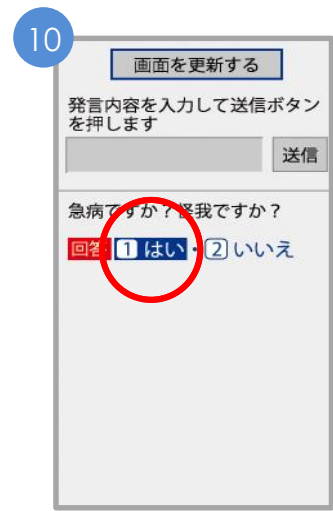 10
画面を更新する
発言内容を入力して送信ボタン
を押します
送信
急病ですか？怪我ですか？
回答 1 はい・2 いいえ